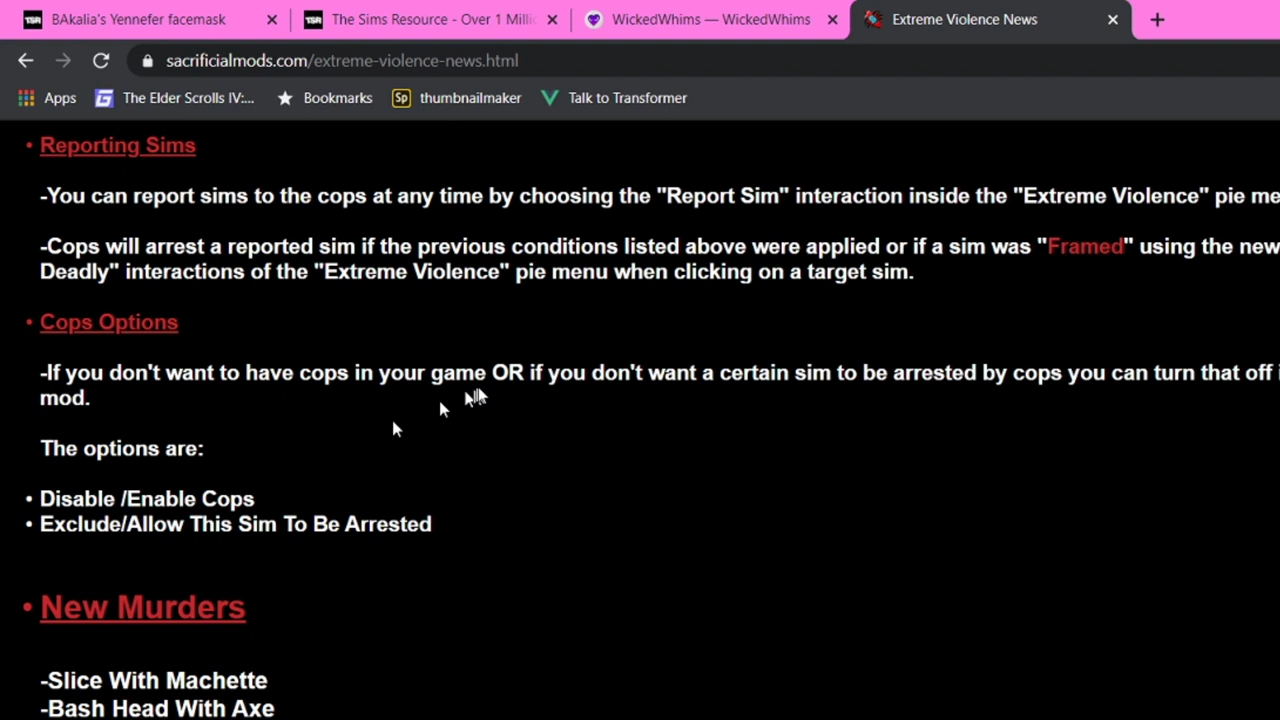 BAkalia's Yennefer facemask
The Sims Resource - Over 1 Millic
WickedWhims — WickedWhims
Extreme Violence News
sacrificialmods.com/extreme-violence-news.html
Apps
The Elder Scrolls IV:...
Bookmarks
Sp thumbnailmaker
Talk to Transformer
• Reporting Sims
-You can report sims to the cops at any time by choosing the "Report Sim" interaction inside the "Extreme Violence" pie me
-Cops will arrest a reported sim if the previous conditions listed above were applied or if a sim was "Framed" using the new
Deadly" interactions of the "Extreme Violence" pie menu when clicking on a target sim.
• Cops Options
-If you don't want to have cops in your game OR if you don't want a certain sim to be arrested by cops you can turn that off i
mod.
The options are:
• Disable /Enable Cops
• Exclude/Allow This Sim To Be Arrested
• New Murders
-Slice With Machette
-Bash Head With Axe